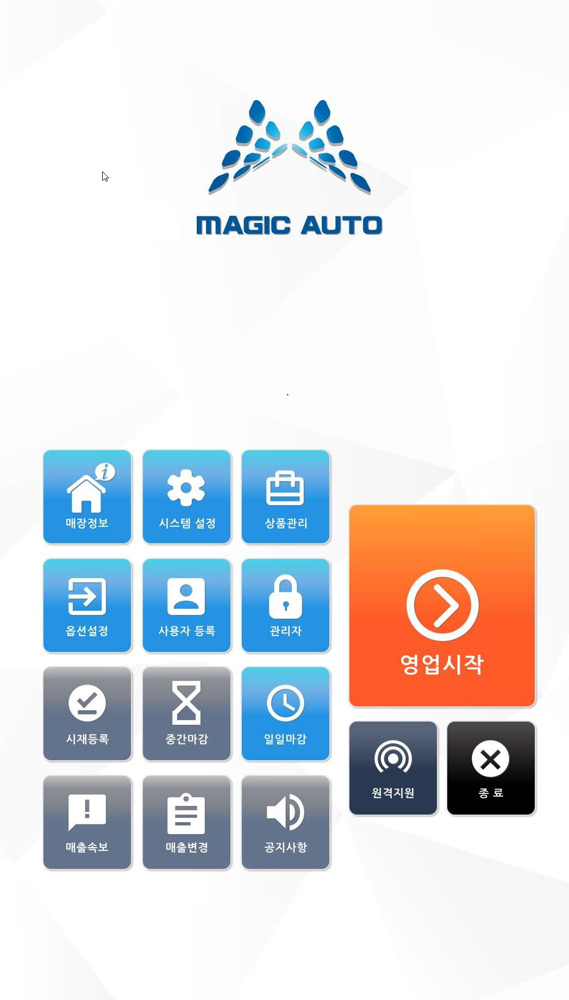 MAGIC AUTO
매장정보
시스템 설정
상품관리
옵션설정
사용자 등록
관리자
영업시작
시재등록
중간마감
일일마감
원격지원
종 료
매출속보
매출변경
공지사항